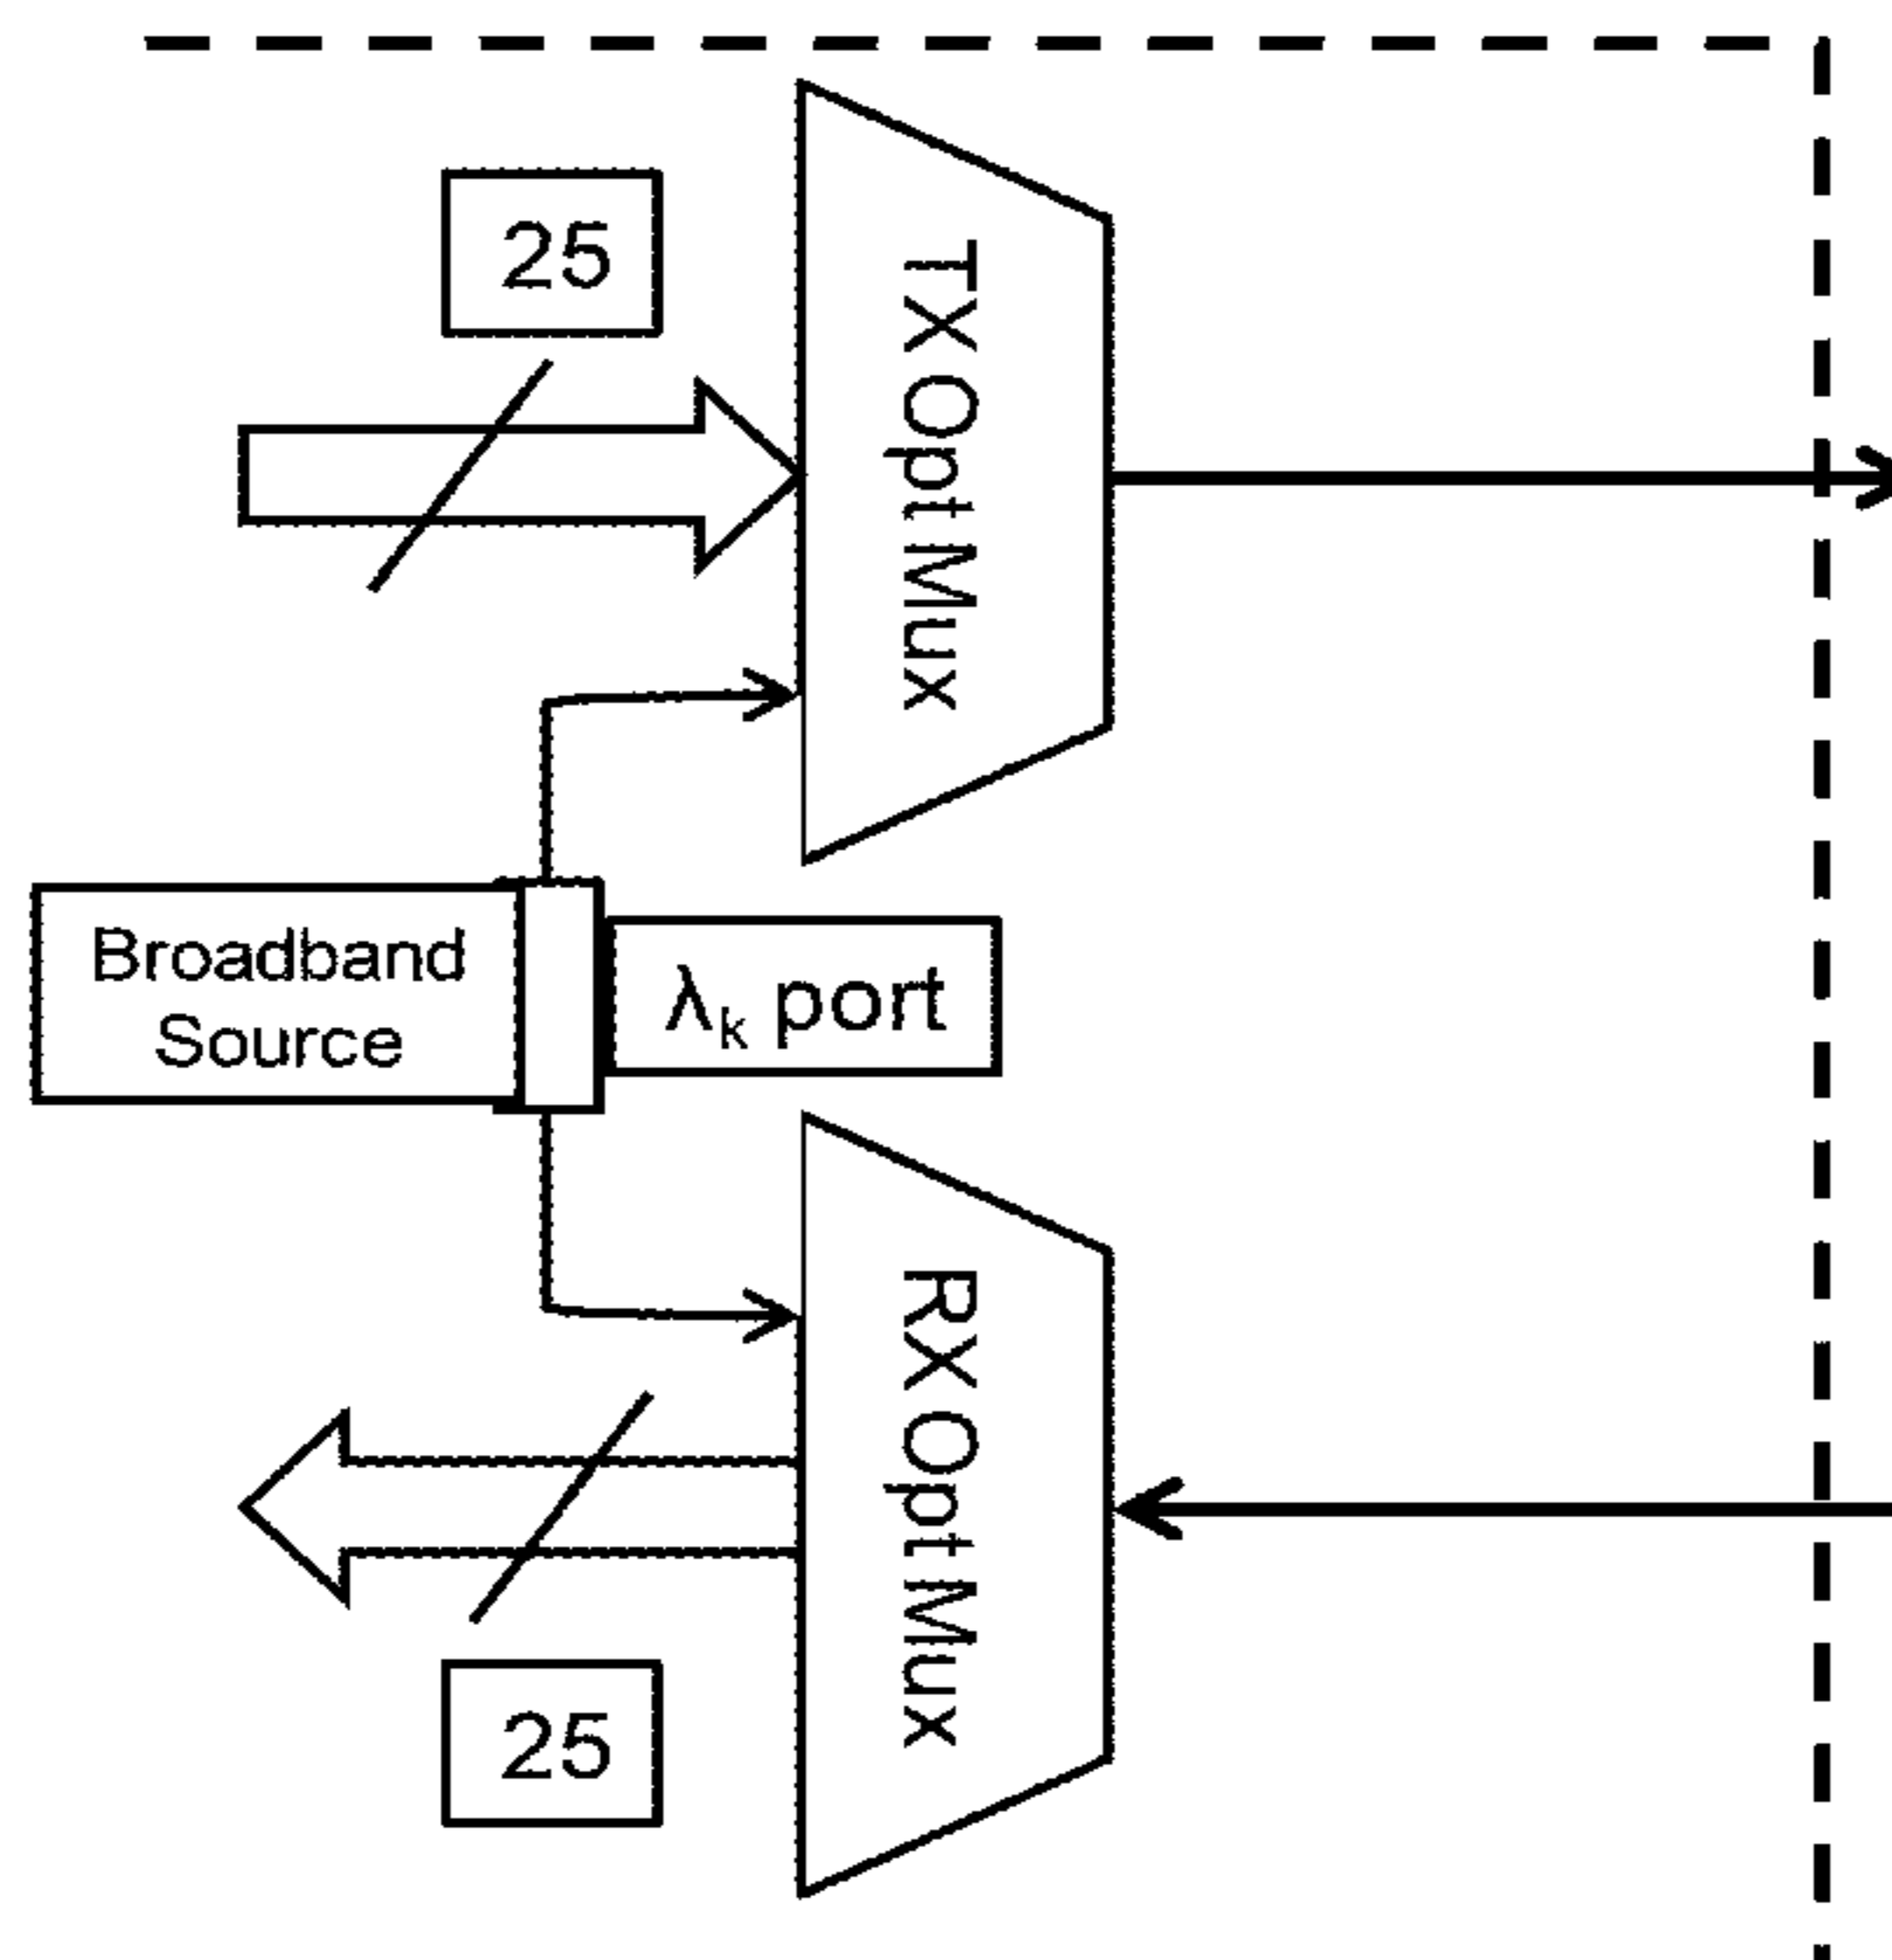 25
TX Opt Mux
Broadband
Source
λk port
RX Opt Mux
25